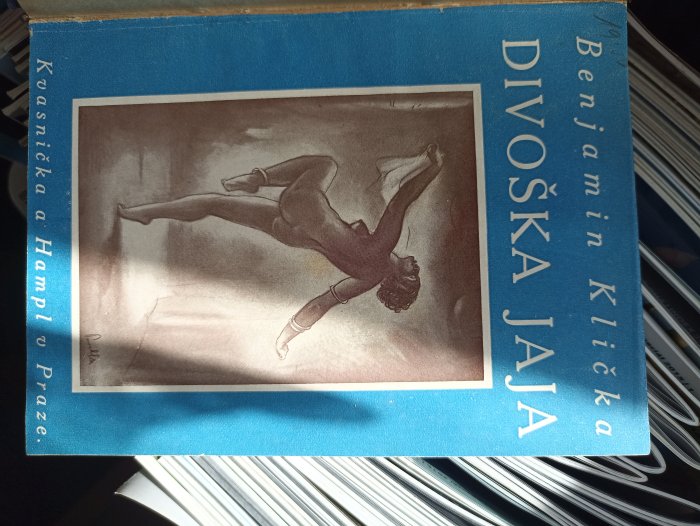 Benjamin Klička
DIVOŠKA JAJA
Kvasnička a Hampl v Praze.